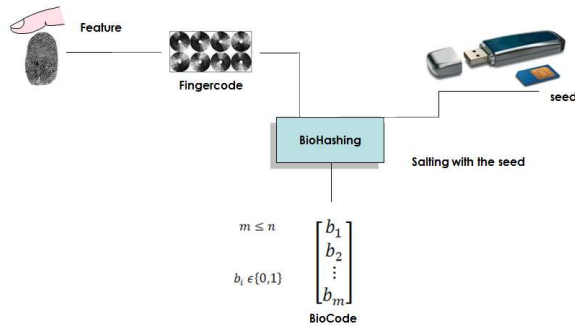 Feature
Fingercode
seed
BioHashing
Salting with the seed
m ≤ n
b_i ϵ{0,1}
[b_1
b_2
⋮
b_m]
BioCode